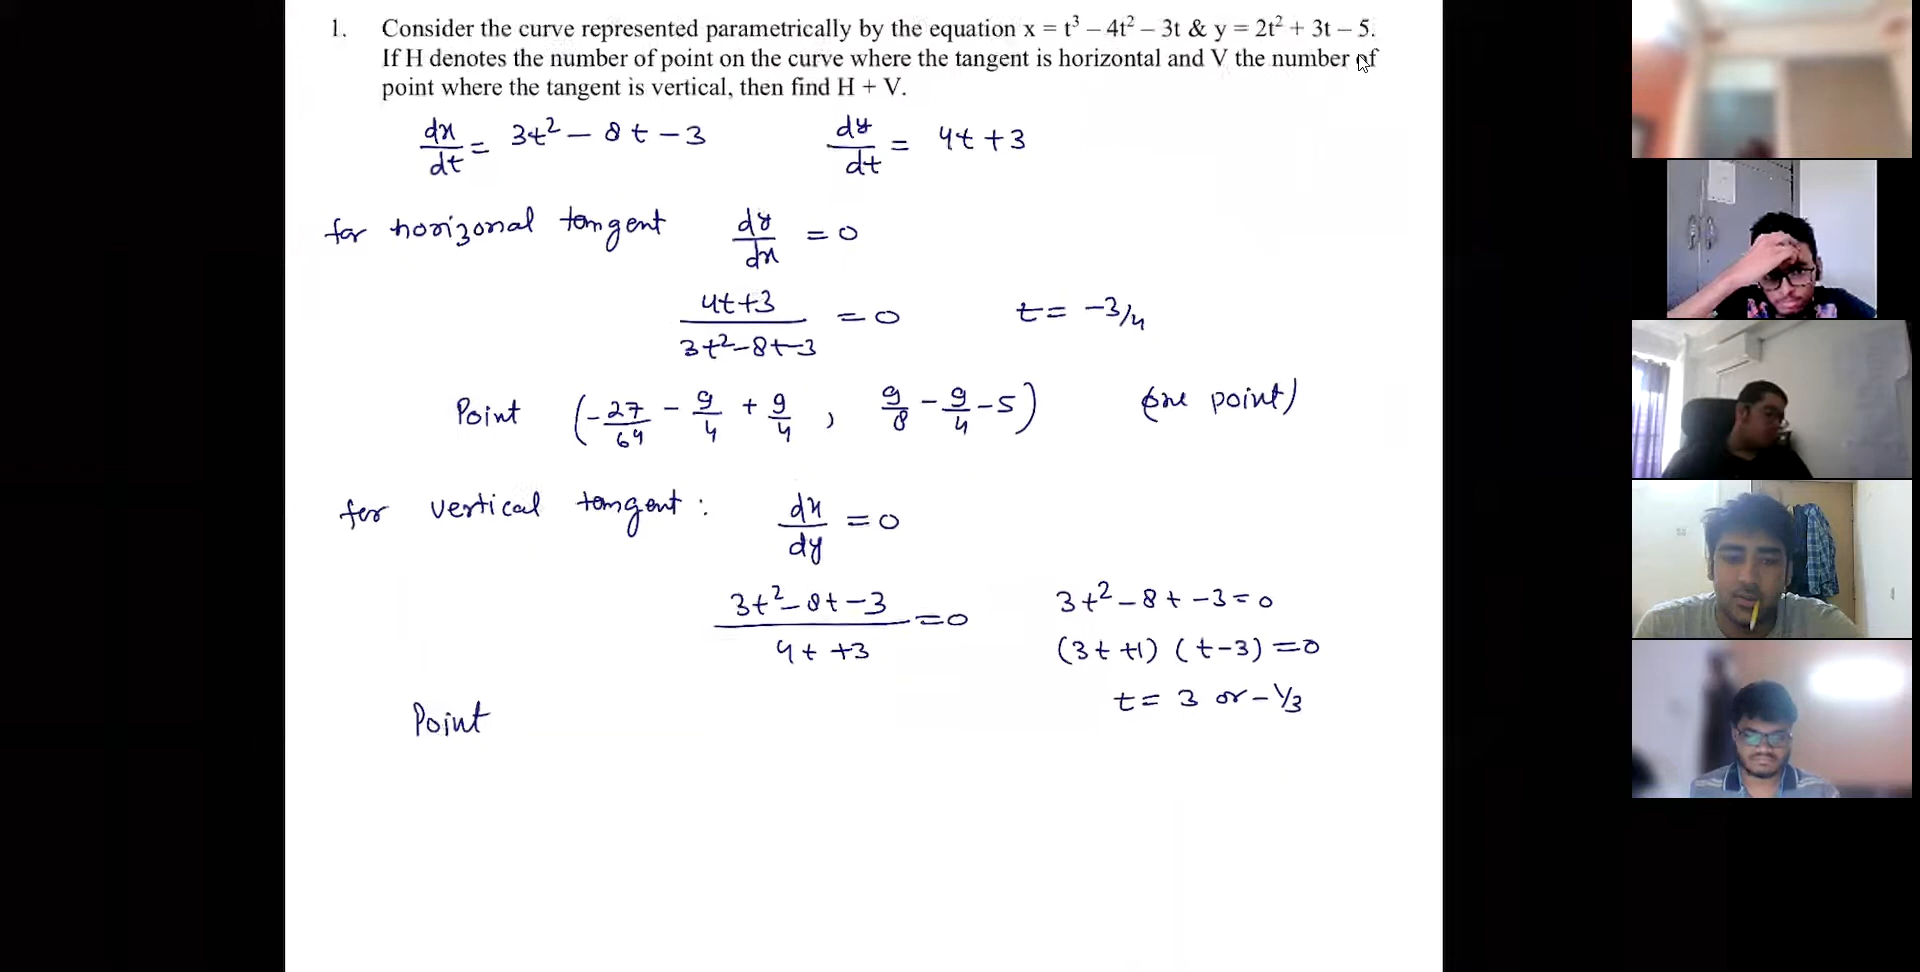 1. Consider the curve represented parametrically by the equation x = t³ – 4t² – 3t & y = 2t² + 3t – 5.
If H denotes the number of point on the curve where the tangent is horizontal and V the number of
point where the tangent is vertical, then find H + V.
dx/dt = 3t² – 8t – 3    dy/dt = 4t + 3
for horizonal tangent    dy/dx = 0
(4t+3)/(3t²–8t–3) = 0    t = –3/4
Point (–27/64 – 9/4 + 9/4 , 9/8 – 9/4 – 5)    (one point)
for vertical tangent :    dx/dy = 0
(3t²–8t–3)/(4t+3) = 0    3t² – 8t – 3 = 0
(3t+1) (t–3) = 0
t = 3 or –1/3
Point